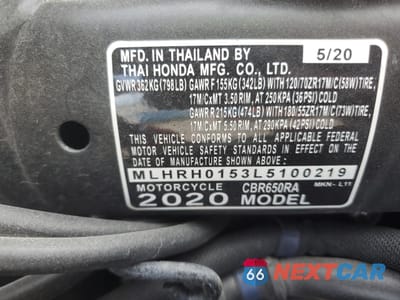 MFD. IN THAILAND BY 5/20
THAI HONDA MFG. CO., LTD.
GVWR 362KG(798LB) GAWR F 155KG(342LB) WITH 120/70ZR17M/C(58W)TIRE,
17M/CxMT 3.50 RIM, AT 250KPA (36PSI) COLD
GAWR R 215KG(474LB) WITH 180/55ZR17M/C(73W)TIRE,
17M/CxMT 5.50 RIM, AT 290KPA (42PSI) COLD
THIS VEHICLE CONFORMS TO ALL APPLICABLE FEDERAL
MOTOR VEHICLE SAFETY STANDARDS IN EFFECT ON THE
DATE OF MANUFACTURE SHOWN ABOVE.
MLHRH0153L5100219
MOTORCYCLE CBR650RA MKN-
2020 MODEL
66 NEXTCAR